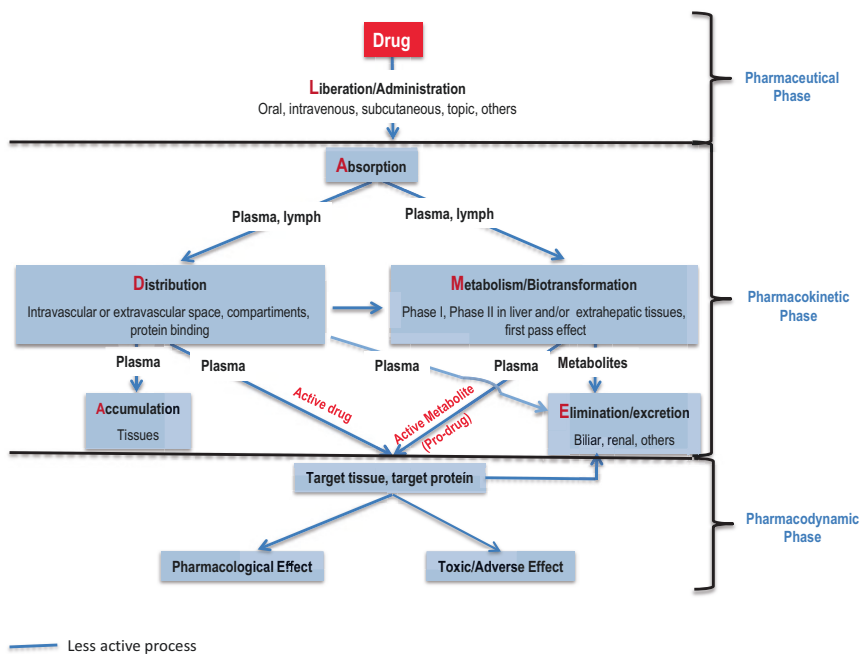 Drug
Liberation/Administration
Oral, intravenous, subcutaneous, topic, others
Pharmaceutical
Phase
Absorption
Plasma, lymph
Plasma, lymph
Distribution
Intravascular or extravascular space, compartiments,
protein binding
Metabolism/Biotransformation
Phase I, Phase II in liver and/or extrahepatic tissues,
first pass effect
Pharmacokinetic
Phase
Plasma
Plasma
Plasma
Plasma
Metabolites
Active drug
Active Metabolite
(Pro-drug)
Accumulation
Tissues
Elimination/excretion
Biliar, renal, others
Target tissue, target protein
Pharmacodynamic
Phase
Pharmacological Effect
Toxic/Adverse Effect
Less active process